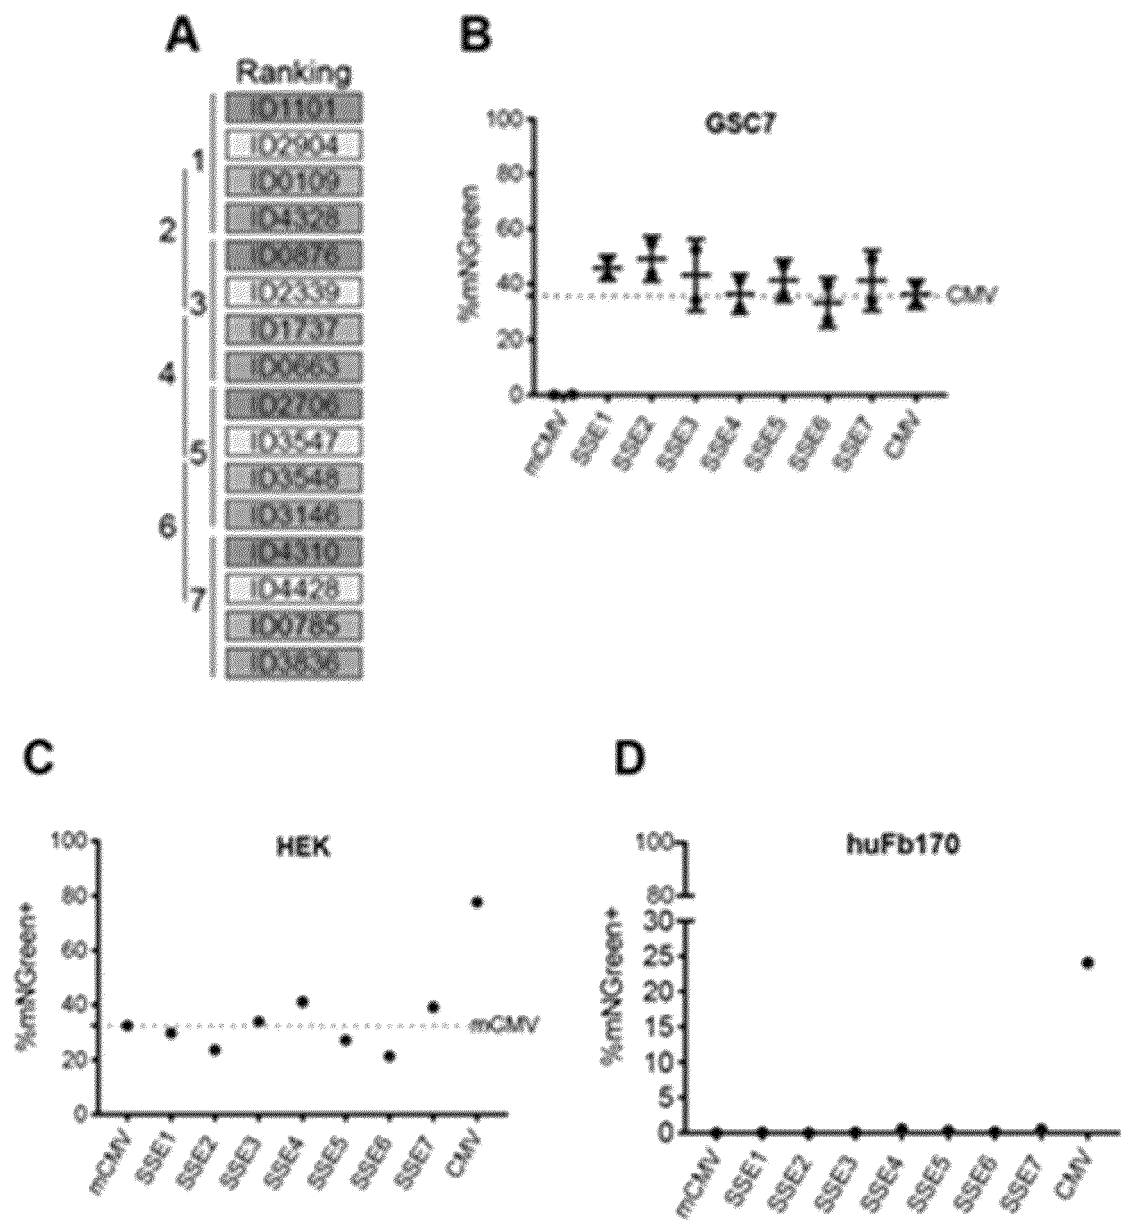 A
Ranking
ID1101
ID2904
ID0109
ID4328
ID0876
ID2339
ID1737
ID0663
ID2706
ID3547
ID3548
ID3146
ID4310
ID4428
ID0785
ID3836
1
2
3
4
5
6
7
B
GSC7
%mNGreen
100
80
60
40
20
0
CMV
mCMV
SSE1
SSE2
SSE3
SSE4
SSE5
SSE6
SSE7
CMV
C
HEK
%mNGreen+
100
80
60
40
20
0
mCMV
mCMV
SSE1
SSE2
SSE3
SSE4
SSE5
SSE6
SSE7
CMV
D
huFb170
%mNGreen+
100
80
30
25
20
15
10
5
0
mCMV
SSE1
SSE2
SSE3
SSE4
SSE5
SSE6
SSE7
CMV